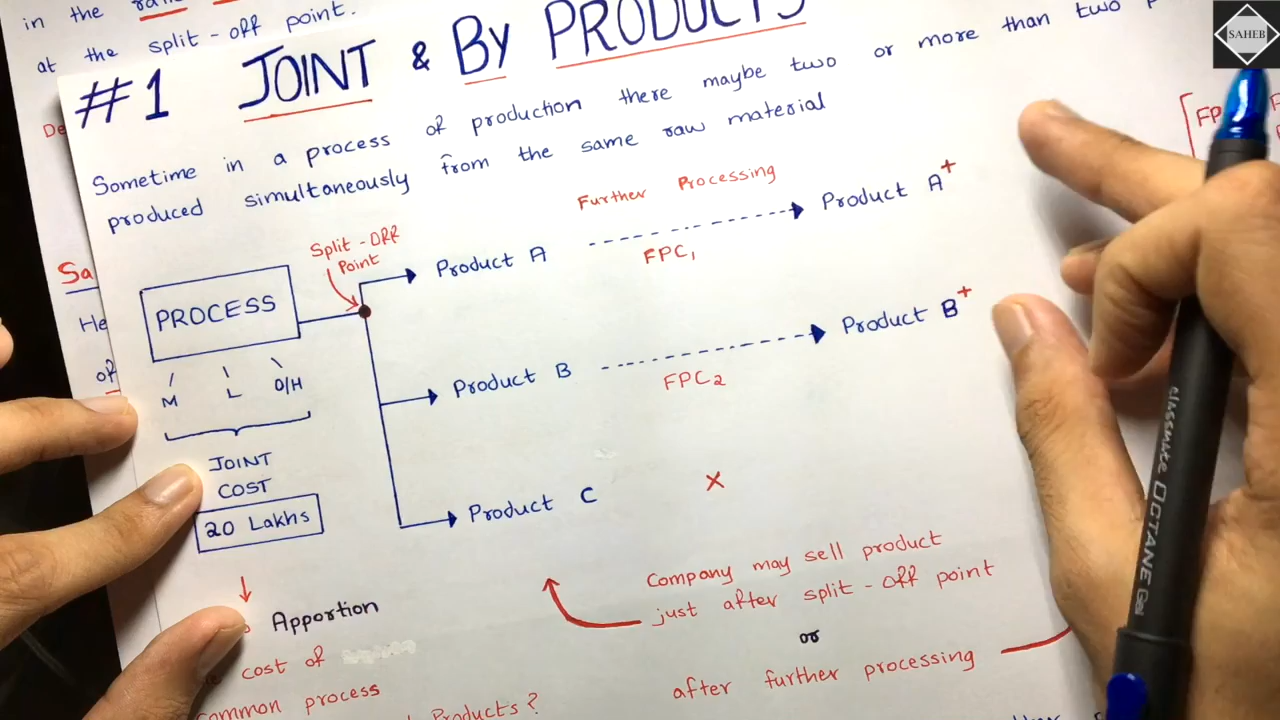 in the
at the split-off point.
#1 JOINT & BY PRODUCTS
Sometime in a process of production there maybe two or more than two
produced simultaneously from the same raw material
De
Sa
He
of
FP
Split-Off
Point
Further Processing
PROCESS
Product A
FPC1
Product A+
Product B
FPC2
Product B+
Product C
X
M L O/H
JOINT
COST
20 Lakhs
Apportion
cost of
common process
Products?
Company may sell product
just after split-off point
or
after further processing
SAHEB
classmate OCTANE Gel